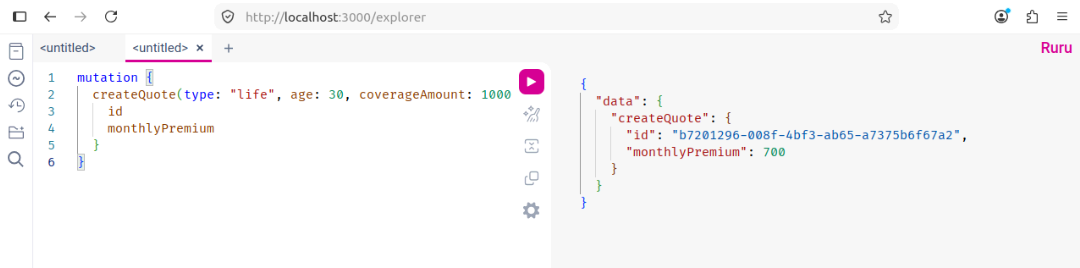 http://localhost:3000/explorer
<untitled>
<untitled> × +
Ruru
1 mutation {
2 createQuote(type: "life", age: 30, coverageAmount: 1000
3 id
4 monthlyPremium
5 }
6 }
{
"data": {
"createQuote": {
"id": "b7201296-008f-4bf3-ab65-a7375b6f67a2",
"monthlyPremium": 700
}
}
}